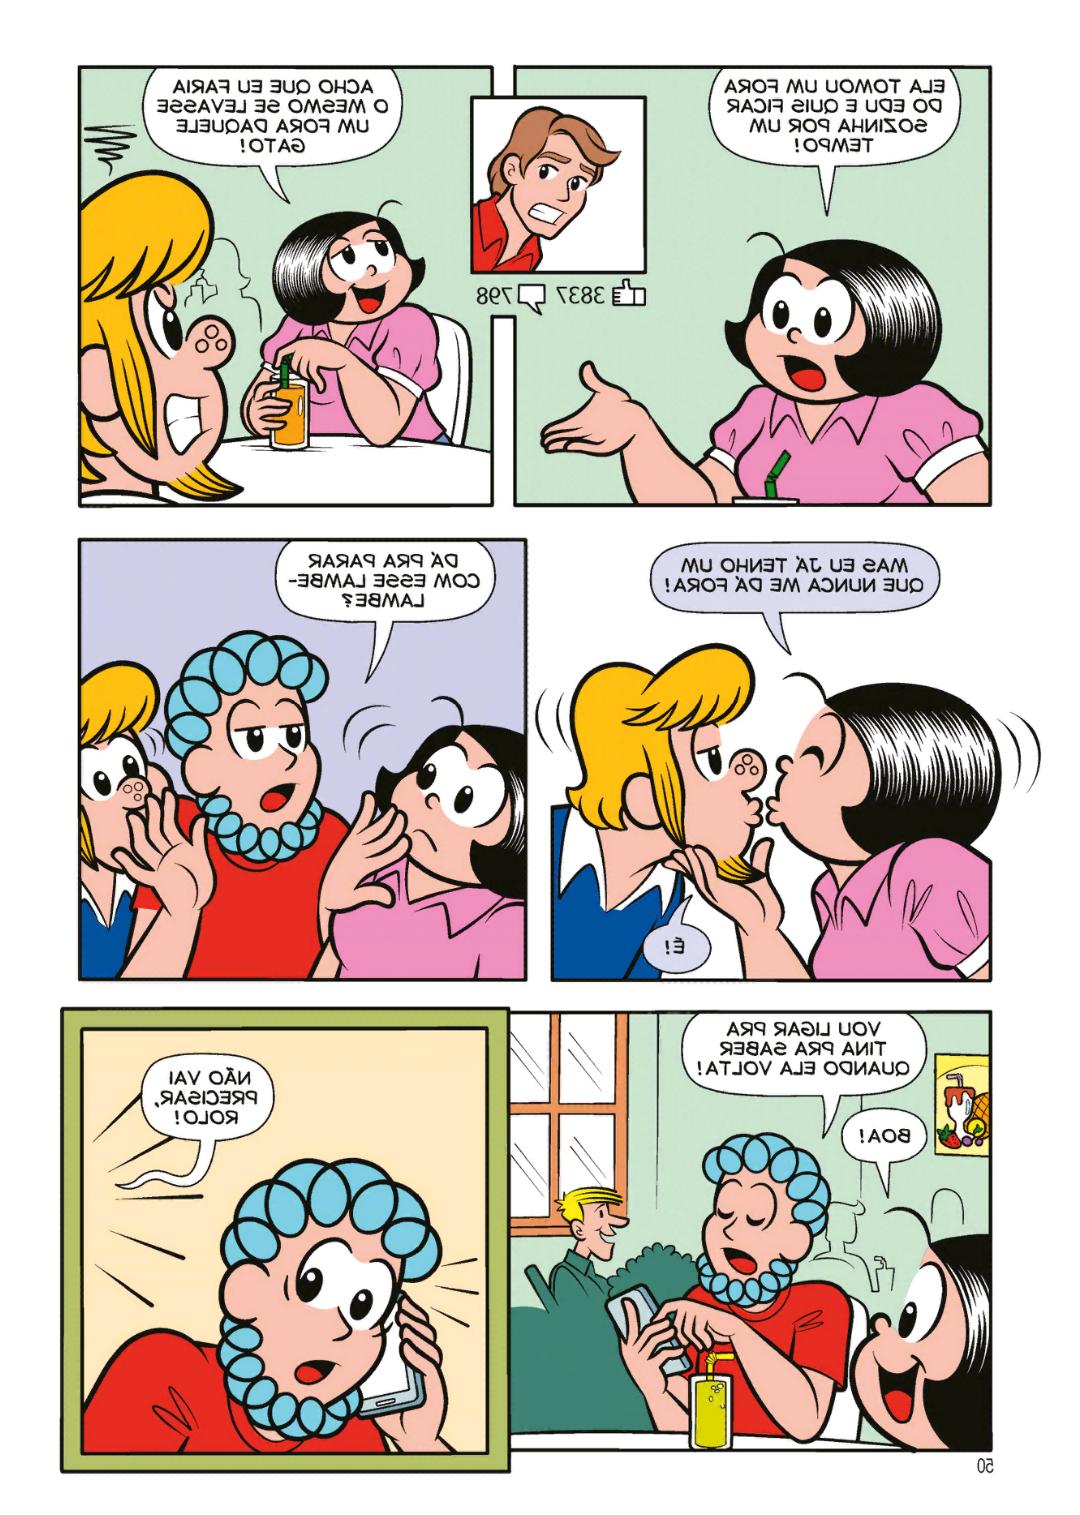 ELA TOMOU UM FORA
DO EDU E QUIS FICAR
SOZINHA POR UM
TEMPO!
3837 798
ACHO QUE EU FARIA
O MESMO SE LEVASSE
UM FORA DAQUELE
GATO!
MAS EU JÁ TENHO UM
QUE NUNCA ME DÁ FORA!
É!
DÁ PRA PARAR
COM ESSE LAMBE-
LAMBE?
VOU LIGAR PRA
TINA PRA SABER
QUANDO ELA VOLTA!
BOA!
NÃO VAI
PRECISAR,
ROLO!
50